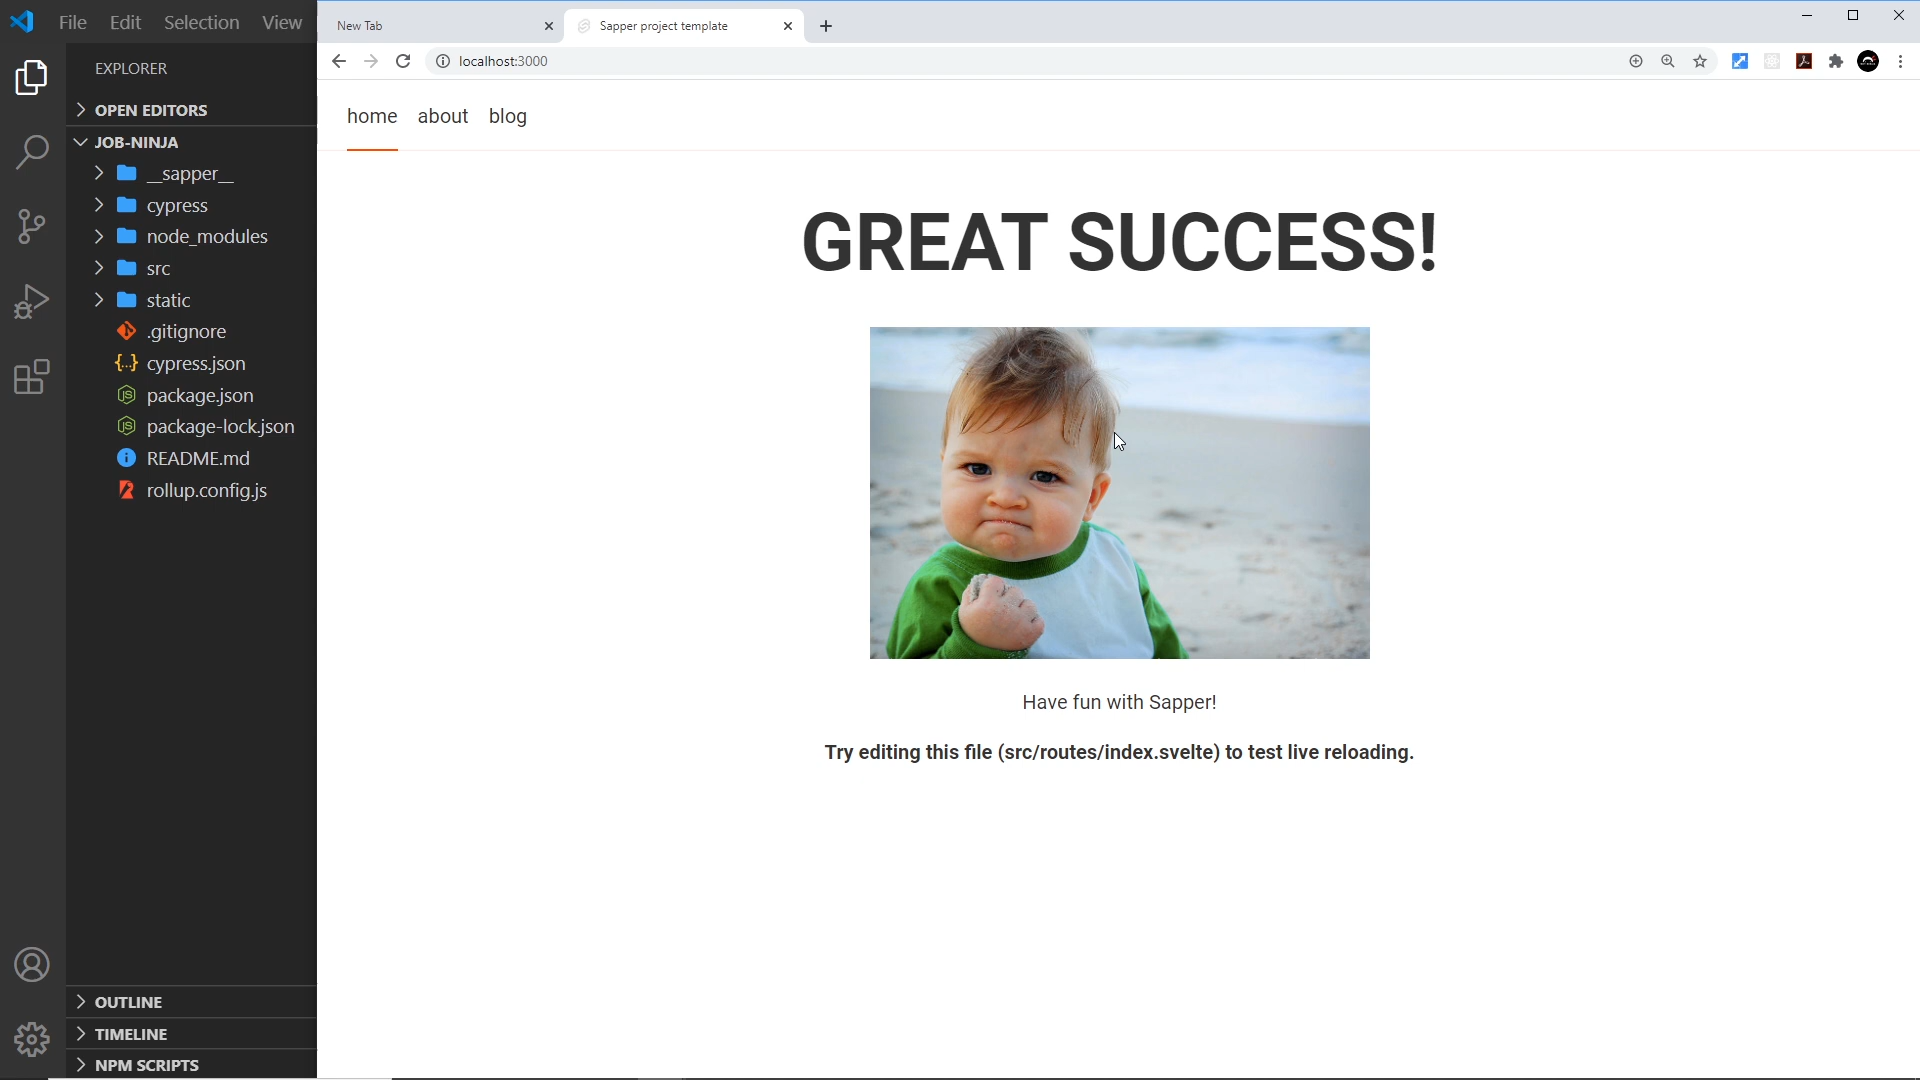 File Edit Selection View
EXPLORER
OPEN EDITORS
JOB-NINJA
__sapper__
cypress
node_modules
src
static
.gitignore
cypress.json
package.json
package-lock.json
README.md
rollup.config.js
OUTLINE
TIMELINE
NPM SCRIPTS
New Tab
Sapper project template
localhost:3000
home about blog
GREAT SUCCESS!
Have fun with Sapper!
Try editing this file (src/routes/index.svelte) to test live reloading.